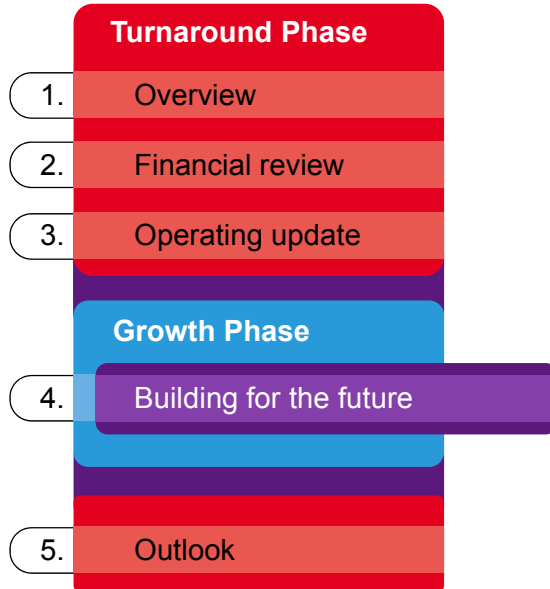 Turnaround Phase
1. Overview
2. Financial review
3. Operating update
Growth Phase
4. Building for the future
5. Outlook